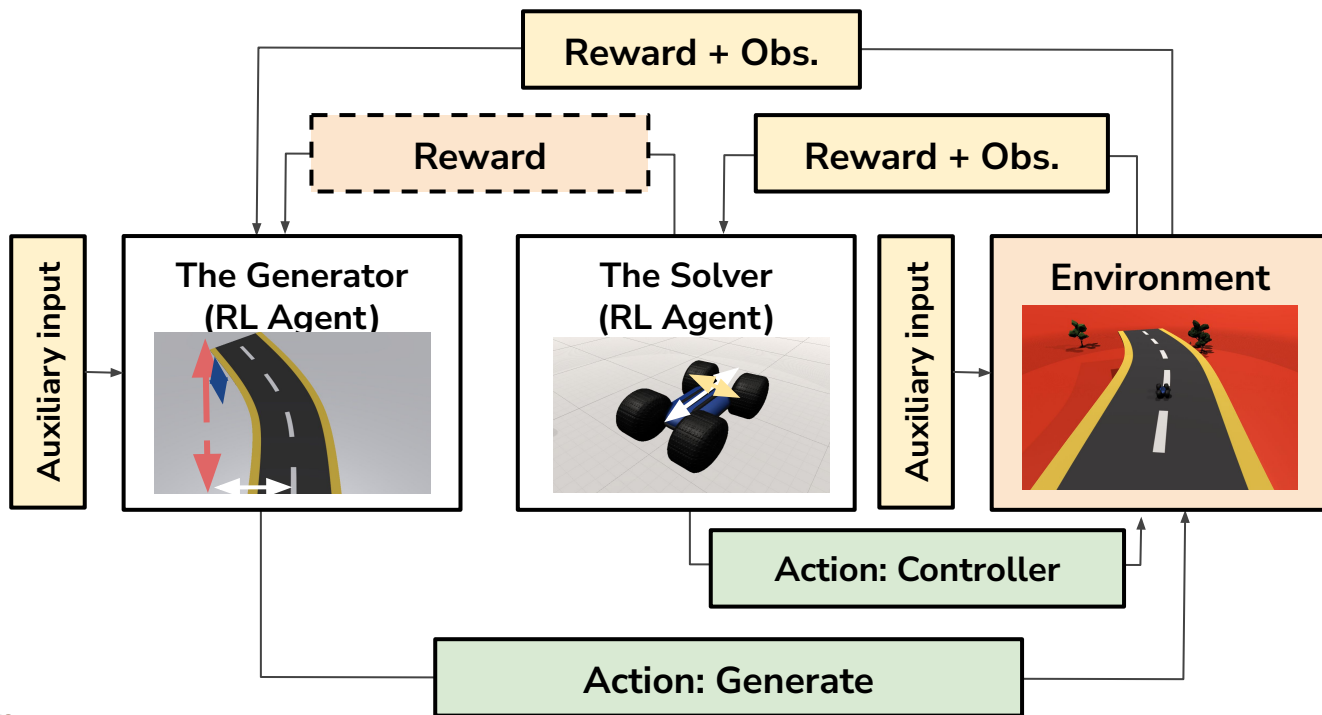 Reward + Obs.
Reward
Reward + Obs.
Auxiliary input
The Generator
(RL Agent)
The Solver
(RL Agent)
Auxiliary input
Environment
Action: Controller
Action: Generate